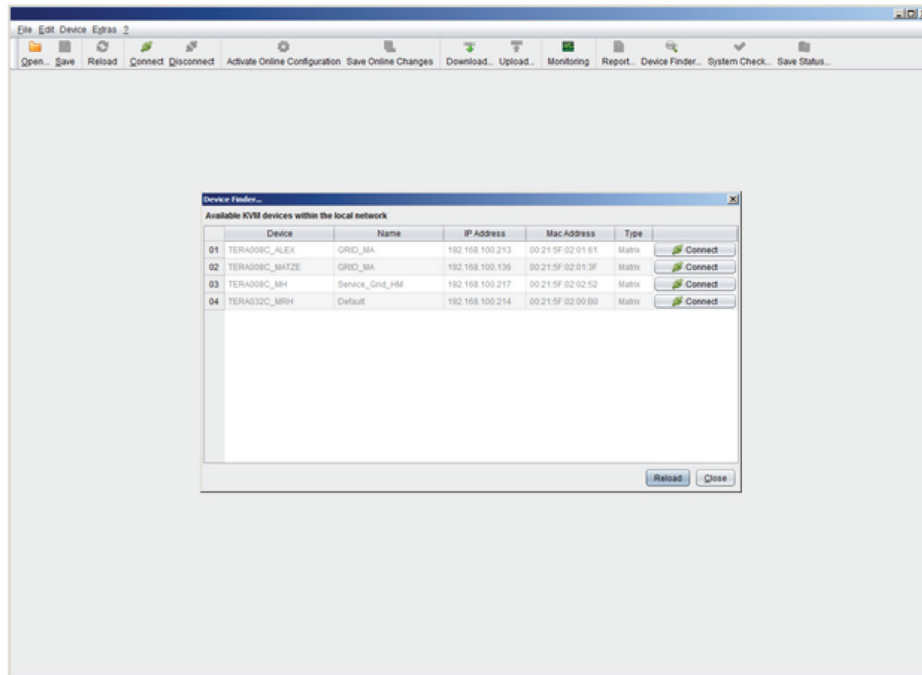 File Edit Device Extras ?
Open... Save Reload Connect Disconnect Activate Online Configuration Save Online Changes Download... Upload... Monitoring Report... Device Finder... System Check... Save Status...
Device Finder...
Available KVM devices within the local network
Device Name IP Address Mac Address Type
01 TERA008C_ALEX GRID_MA 192.168.100.213 00:21:5F:02:01:61 Matrix Connect
02 TERA008C_MATZE GRID_MA 192.168.100.136 00:21:5F:02:01:3F Matrix Connect
03 TERA008C_MH Service_Grid_HM 192.168.100.217 00:21:5F:02:02:52 Matrix Connect
04 TERA032C_MRH Default 192.168.100.214 00:21:5F:02:00:B0 Matrix Connect
Reload Close